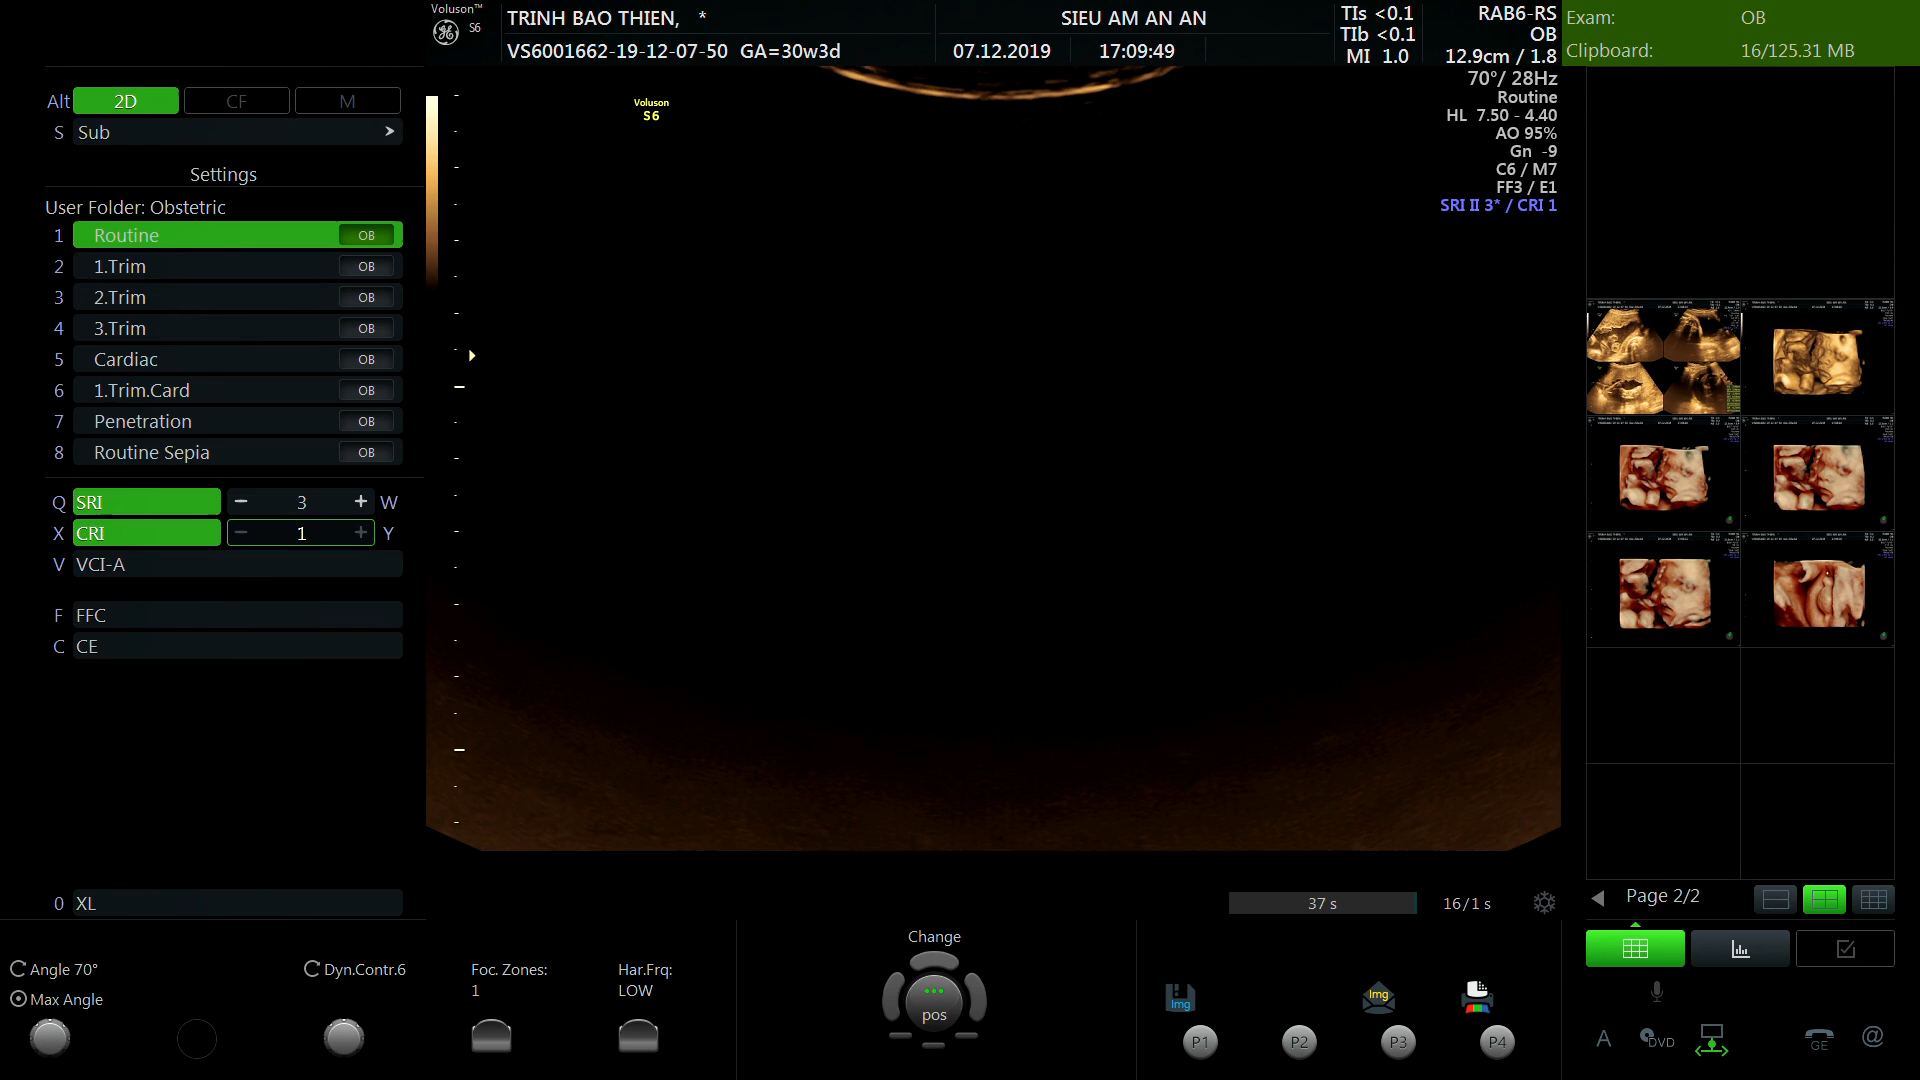 Voluson™
S6
TRINH BAO THIEN,   *
VS6001662-19-12-07-50  GA=30w3d
SIEU AM AN AN
07.12.2019
17:09:49
TIs <0.1
TIb <0.1
MI 1.0
RAB6-RS
OB
12.9cm / 1.8
70°/ 28Hz
Routine
HL 7.50 - 4.40
AO 95%
Gn -9
C6 / M7
FF3 / E1
SRI II 3* / CRI 1
Exam: OB
Clipboard: 16/125.31 MB
Voluson
S6
Alt 2D CF M
S Sub >
Settings
User Folder: Obstetric
1 Routine OB
2 1.Trim OB
3 2.Trim OB
4 3.Trim OB
5 Cardiac OB
6 1.Trim.Card OB
7 Penetration OB
8 Routine Sepia OB
Q SRI − 3 + W
X CRI − 1 + Y
V VCI-A
F FFC
C CE
0 XL
37 s
16/1 s
Page 2/2
Angle 70°
Max Angle
Dyn.Contr.6
Foc. Zones:
1
Har.Frq:
LOW
Change
pos
Img
Img
P1
P2
P3
P4
A
DVD
GE
@